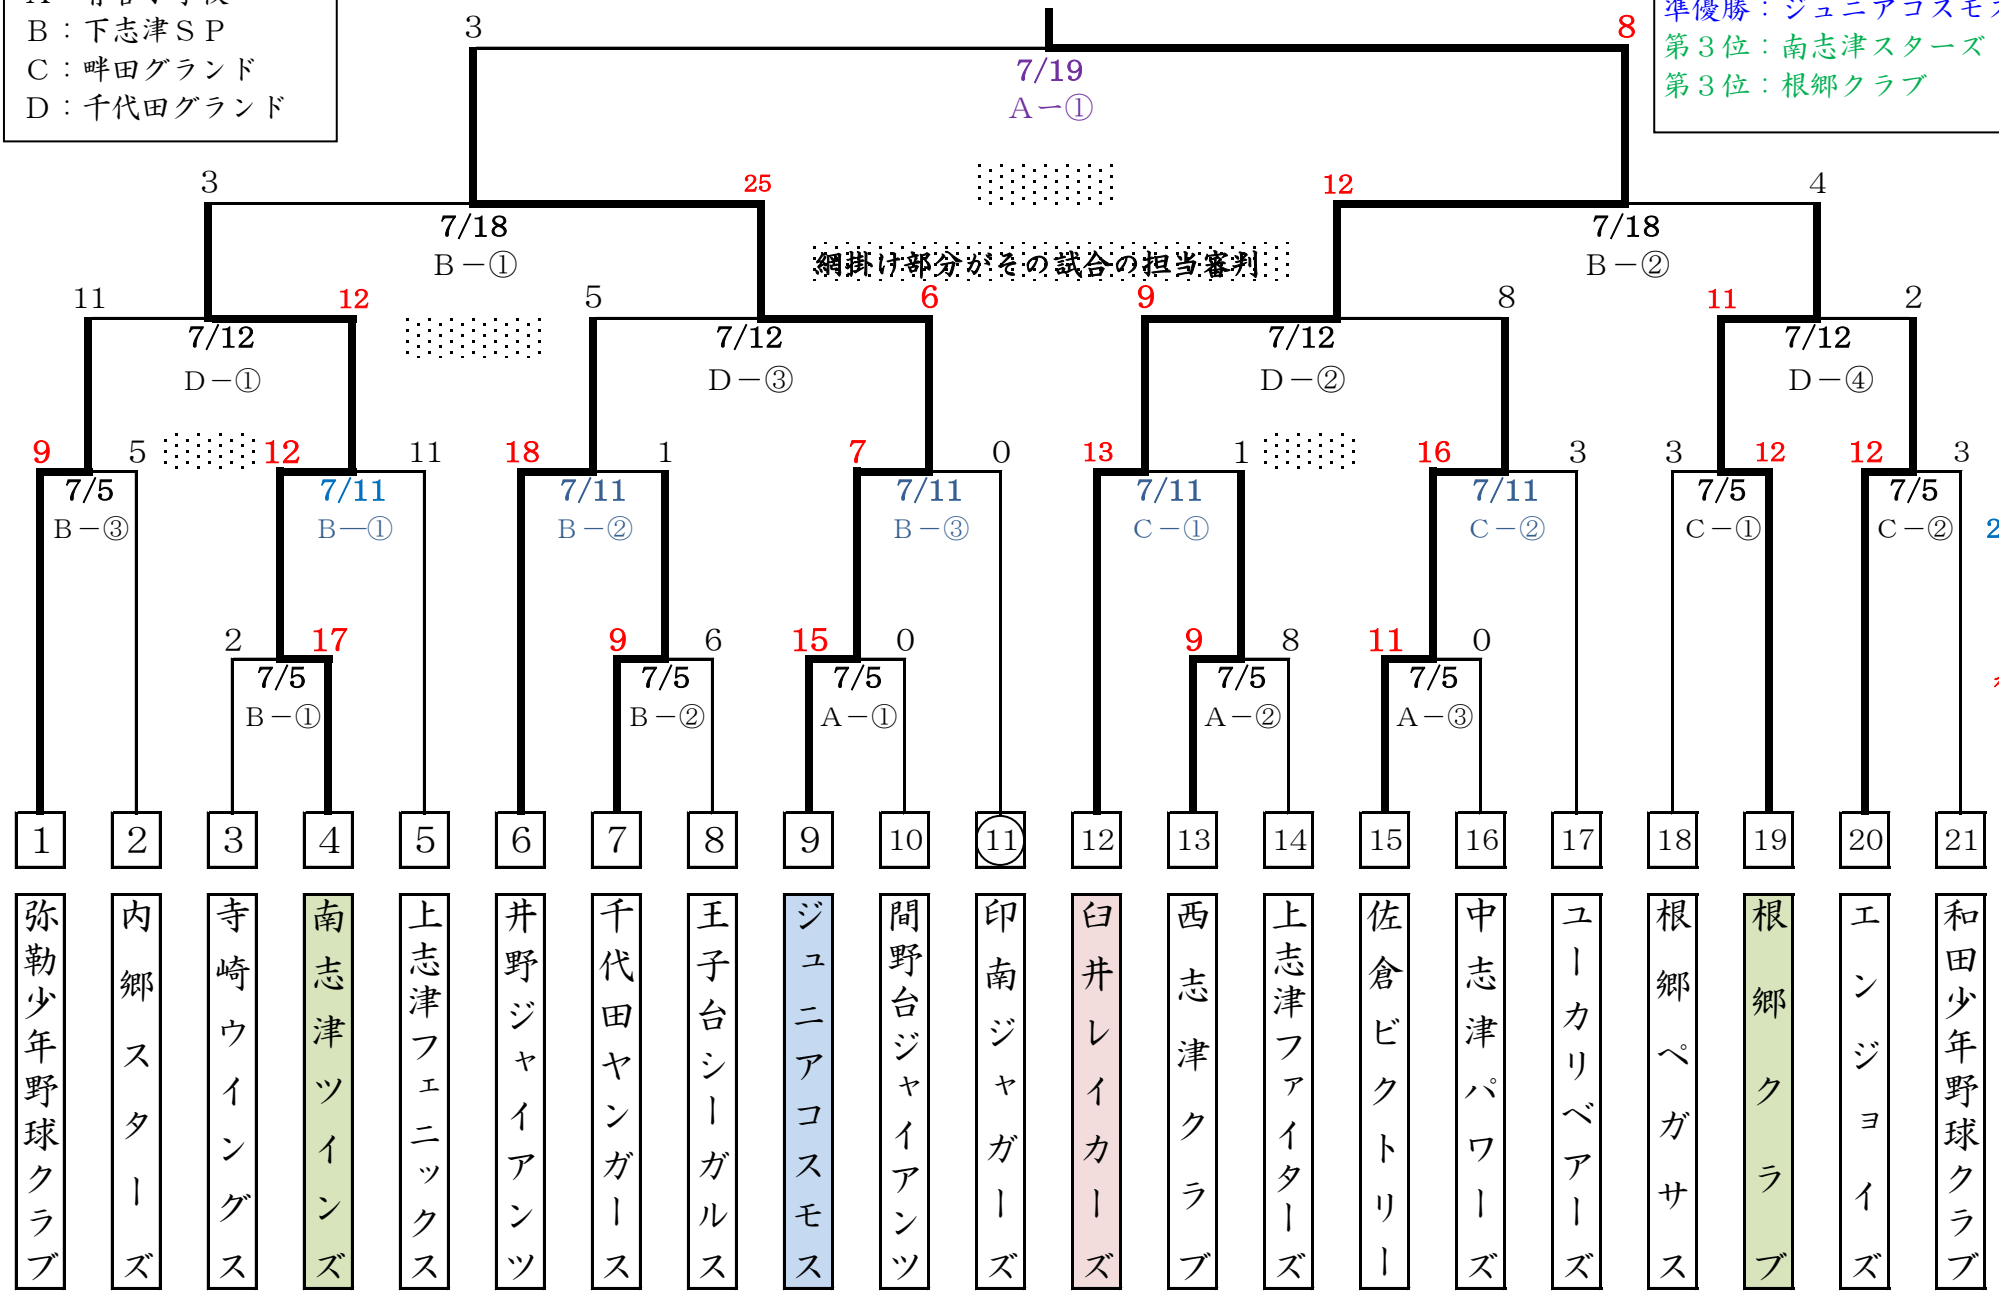 B：下志津ＳＰ
C：畔田グランド
D：千代田グランド
準優勝：ジュニアコスモス
第３位：南志津スターズ
第３位：根郷クラブ
3
8
7/19
A－①
3
25
12
4
7/18
B－①
7/18
B－②
網掛け部分がその試合の担当審判
11
12
5
6
9
8
11
2
7/12
7/12
7/12
7/12
D－①
D－③
D－②
D－④
9
5
12
11
18
1
7
0
13
1
16
3
3
12
12
3
7/5
7/11
7/11
7/11
7/11
7/11
7/5
7/5
B－③
B－①
B－②
B－③
C－①
C－②
C－①
C－②
2
17
9
6
15
0
9
8
11
0
7/5
7/5
7/5
7/5
7/5
B－①
B－②
A－①
A－②
A－③
1
2
3
4
5
6
7
8
9
10
11
12
13
14
15
16
17
18
19
20
21
弥勒少年野球クラブ
内郷スターズ
寺崎ウイングス
南志津ツインズ
上志津フェニックス
井野ジャイアンツ
千代田ヤンガース
王子台シーガルス
ジュニアコスモス
間野台ジャイアンツ
印南ジャガーズ
臼井レイカーズ
西志津クラブ
上志津ファイターズ
佐倉ビクトリー
中志津パワーズ
ユーカリベアーズ
根郷ペガサス
根郷クラブ
エンジョイズ
和田少年野球クラブ